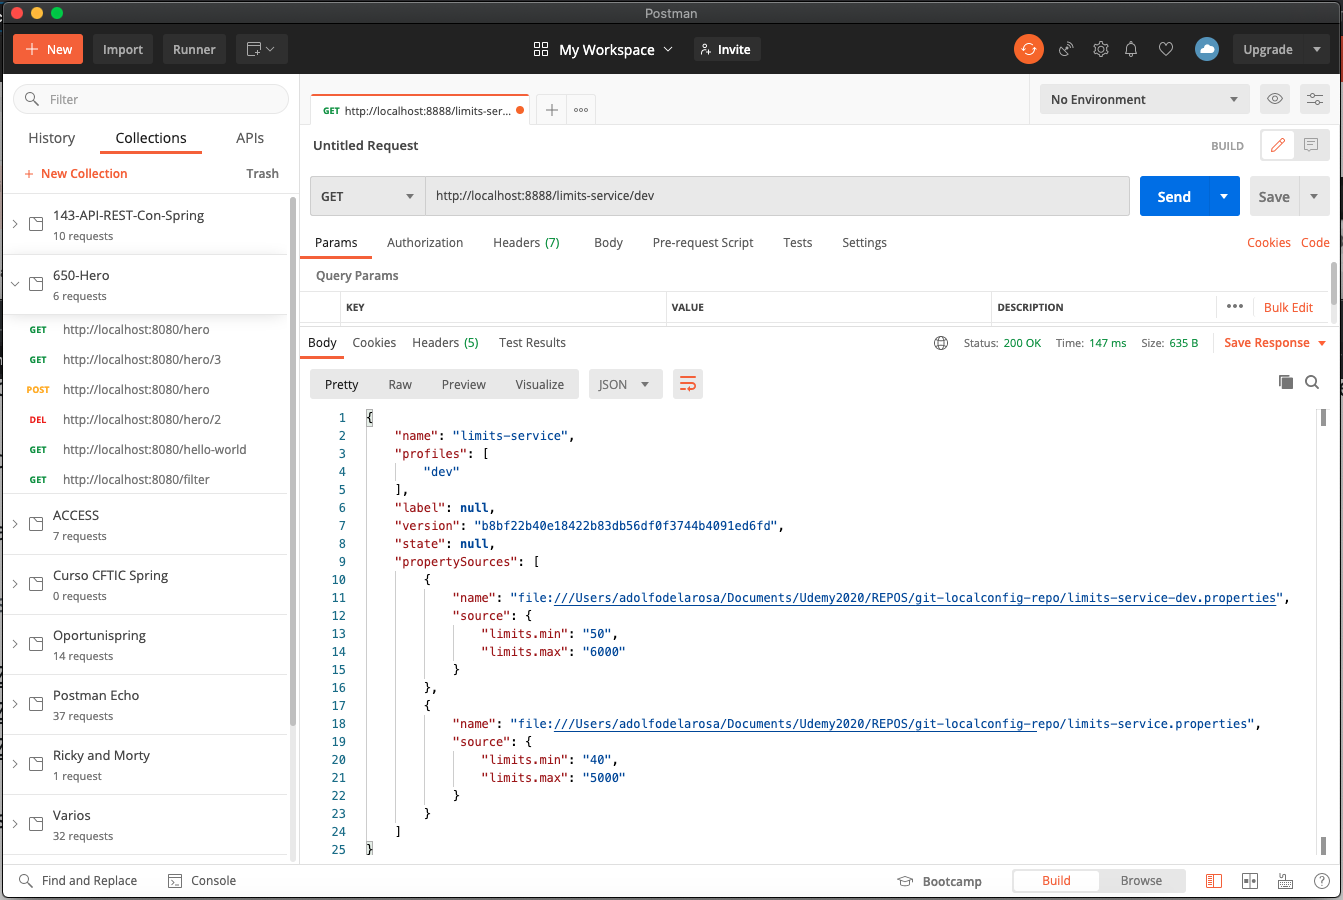 Postman
New
Import
Runner
My Workspace
Invite
Upgrade
Filter
History
Collections
APIs
+ New Collection
Trash
143-API-REST-Con-Spring
10 requests
650-Hero
6 requests
GET http://localhost:8080/hero
GET http://localhost:8080/hero/3
POST http://localhost:8080/hero
DEL http://localhost:8080/hero/2
GET http://localhost:8080/hello-world
GET http://localhost:8080/filter
ACCESS
7 requests
Curso CFTIC Spring
0 requests
Oportunispring
14 requests
Postman Echo
37 requests
Ricky and Morty
1 request
Varios
32 requests
GET http://localhost:8888/limits-ser...
No Environment
Untitled Request
BUILD
GET
http://localhost:8888/limits-service/dev
Send
Save
Params
Authorization
Headers (7)
Body
Pre-request Script
Tests
Settings
Cookies
Code
Query Params
KEY
VALUE
DESCRIPTION
Bulk Edit
Body
Cookies
Headers (5)
Test Results
Status: 200 OK
Time: 147 ms
Size: 635 B
Save Response
Pretty
Raw
Preview
Visualize
JSON
1 {
2 "name": "limits-service",
3 "profiles": [
4 "dev"
5 ],
6 "label": null,
7 "version": "b8bf22b40e18422b83db56df0f3744b4091ed6fd",
8 "state": null,
9 "propertySources": [
10 {
11 "name": "file:///Users/adolfodelarosa/Documents/Udemy2020/REPOS/git-localconfig-repo/limits-service-dev.properties",
12 "source": {
13 "limits.min": "50",
14 "limits.max": "6000"
15 }
16 },
17 {
18 "name": "file:///Users/adolfodelarosa/Documents/Udemy2020/REPOS/git-localconfig-repo/limits-service.properties",
19 "source": {
20 "limits.min": "40",
21 "limits.max": "5000"
22 }
23 }
24 ]
25 }
Find and Replace
Console
Bootcamp
Build
Browse